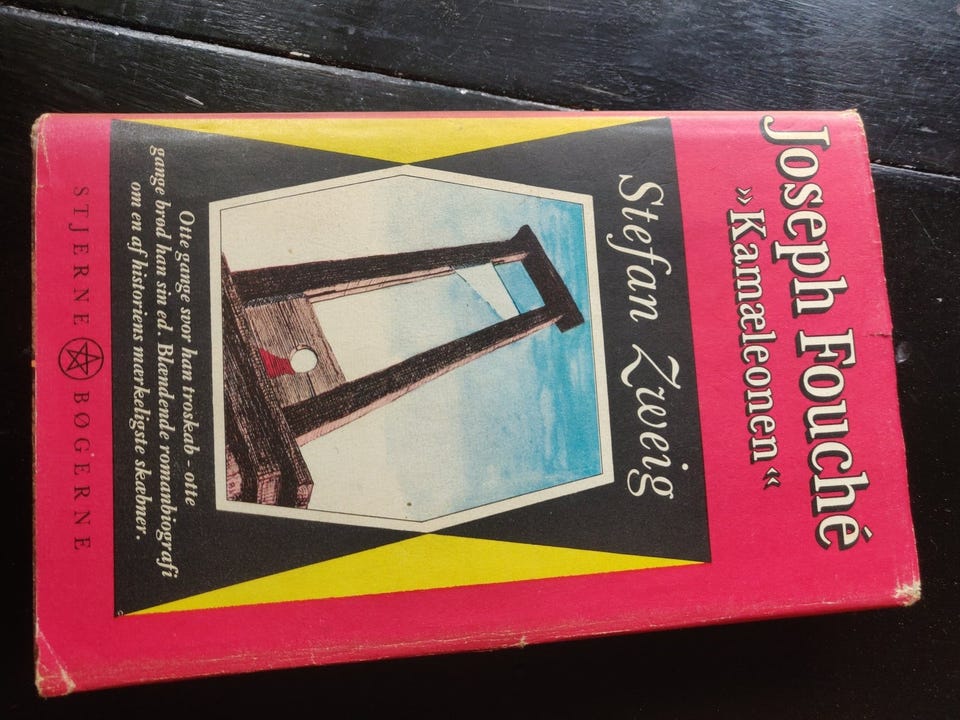 Joseph Fouché
»Kamæleonen«
Stefan Zweig
Otte gange svor han troskab - otte
gange brød han sin ed. Blændende romanbiografi
om en af historiens mærkeligste skæbner.
STJERNE BØGERNE